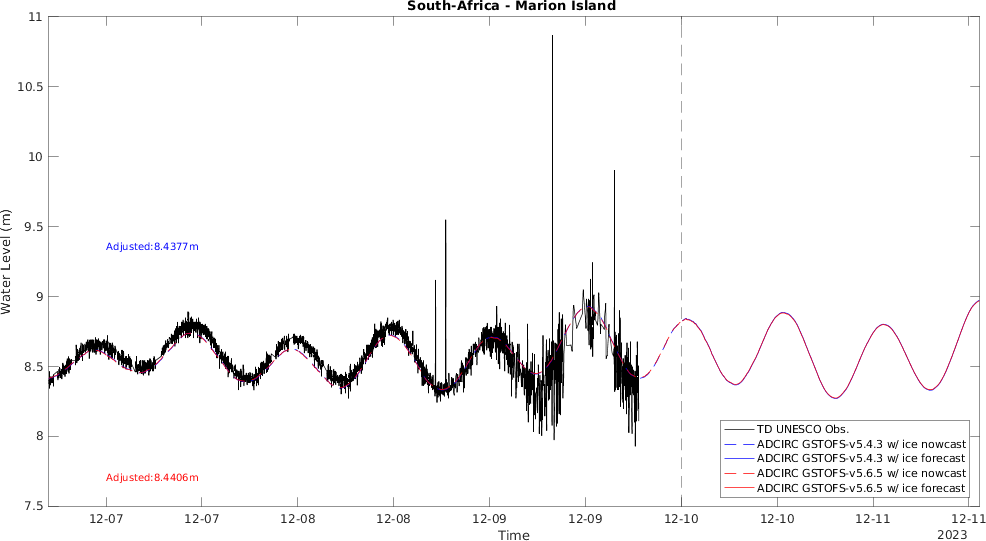 South-Africa - Marion Island
11
10.5
10
9.5
9
8.5
8
7.5
Water Level (m)
Adjusted:8.4377m
Adjusted:8.4406m
TD UNESCO Obs.
ADCIRC GSTOFS-v5.4.3 w/ ice nowcast
ADCIRC GSTOFS-v5.4.3 w/ ice forecast
ADCIRC GSTOFS-v5.6.5 w/ ice nowcast
ADCIRC GSTOFS-v5.6.5 w/ ice forecast
12-07 12-07 12-08 12-08 12-09 12-09 12-10 12-10 12-11 12-11
Time
2023